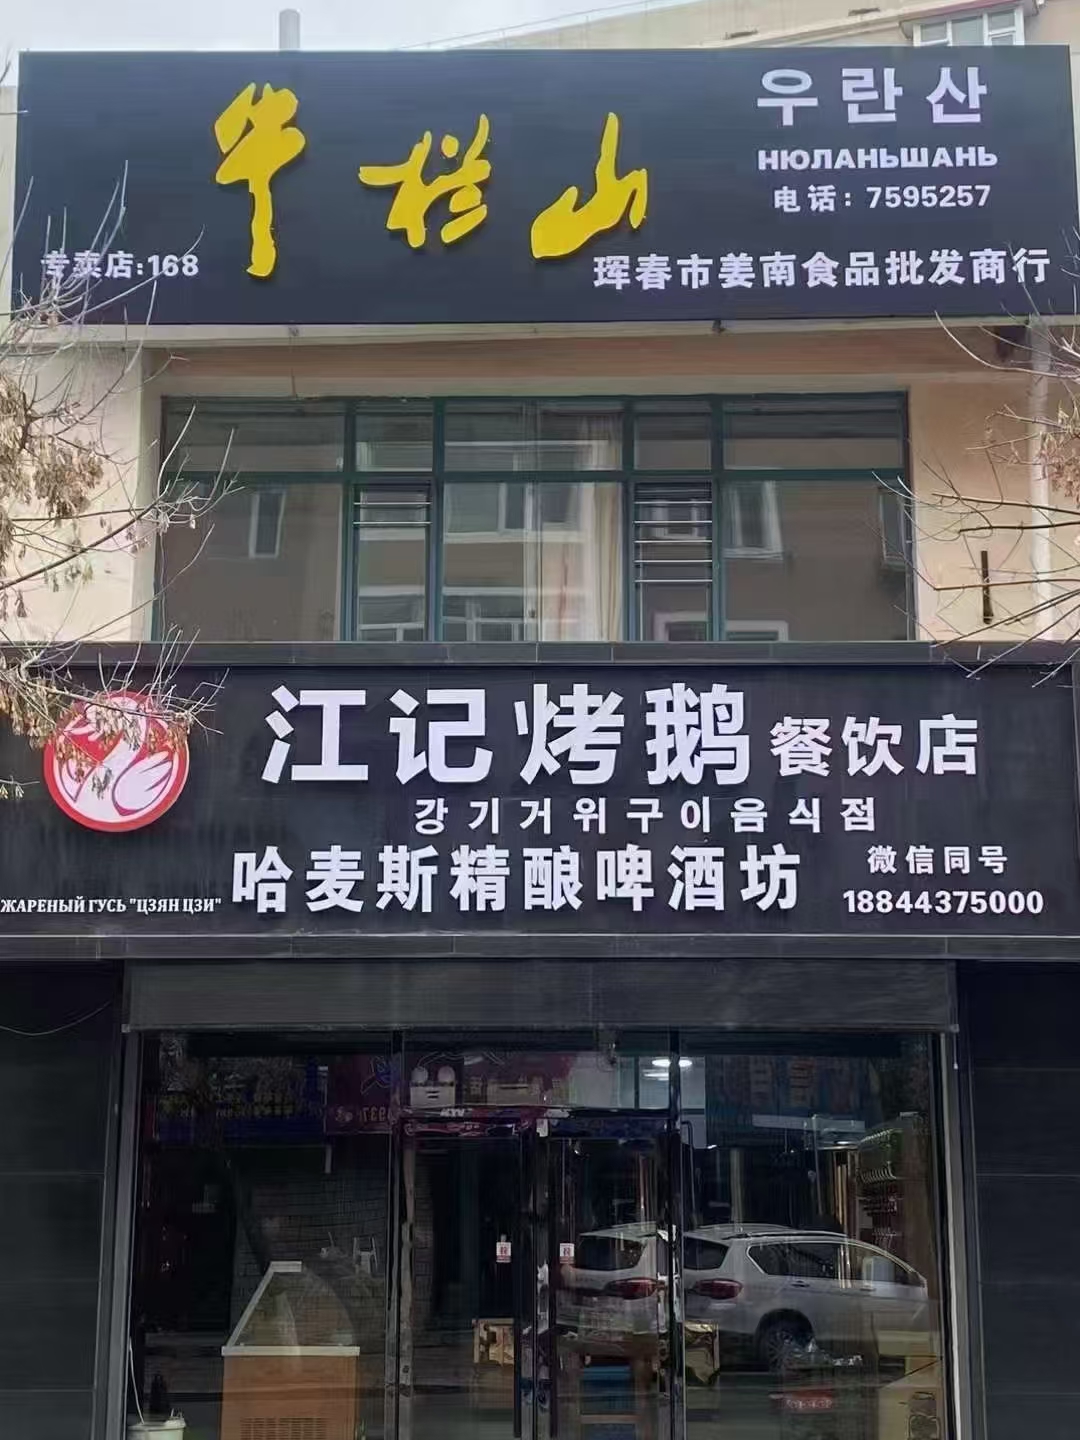 牛栏山
우란산
НЮЛАНЬШАНЬ
电话：7595257
专卖店:168
珲春市姜南食品批发商行
江记烤鹅餐饮店
강기거위구이음식점
ЖАРЕНЫЙ ГУСЬ "ЦЗЯН ЦЗИ"
哈麦斯精酿啤酒坊
微信同号
18844375000